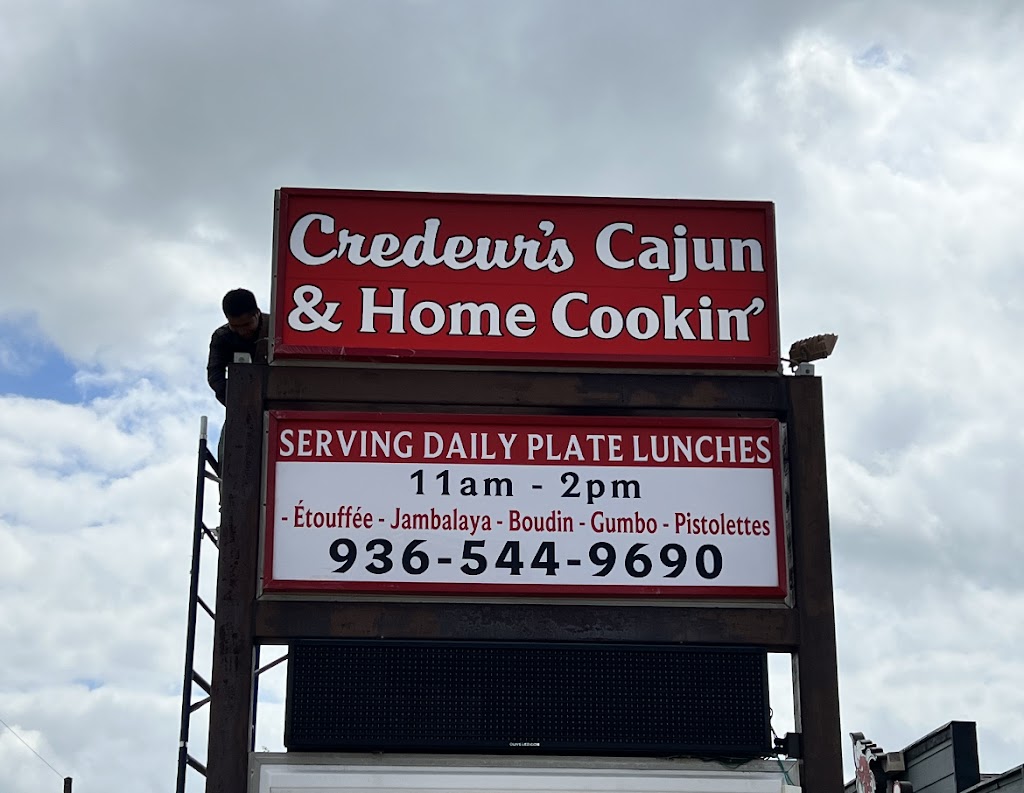 Credeur's Cajun
& Home Cookin'
SERVING DAILY PLATE LUNCHES
11am - 2pm
- Étouffée - Jambalaya - Boudin - Gumbo - Pistolettes
936-544-9690